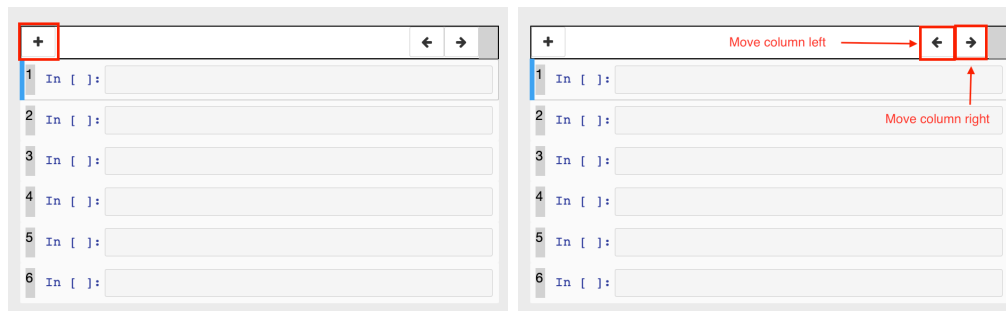 + ← →
1 In [ ]:
2 In [ ]:
3 In [ ]:
4 In [ ]:
5 In [ ]:
6 In [ ]:
+ Move column left ← →
1 In [ ]:
2 In [ ]: Move column right
3 In [ ]:
4 In [ ]:
5 In [ ]:
6 In [ ]: